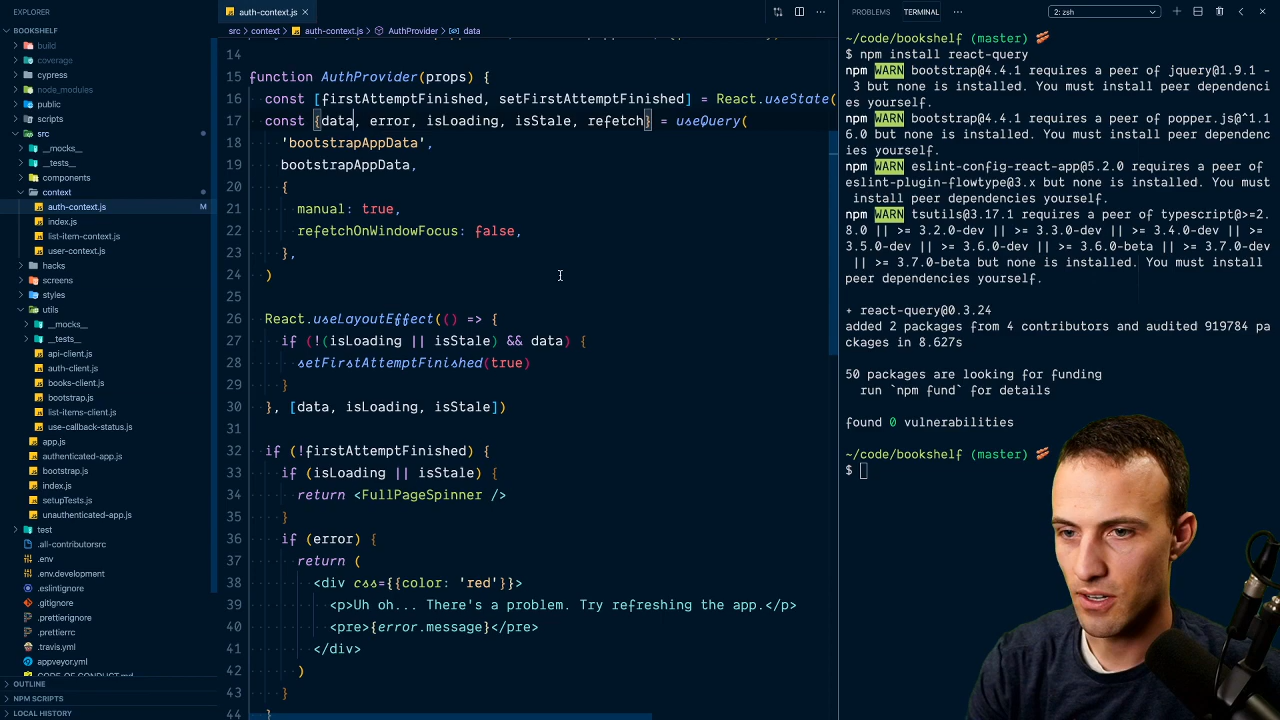 EXPLORER
BOOKSHELF
build
coverage
cypress
node_modules
public
scripts
src
__mocks__
__tests__
components
context
auth-context.js M
index.js
list-item-context.js
user-context.js
hacks
screens
styles
utils
__mocks__
__tests__
api-client.js
auth-client.js
books-client.js
bootstrap.js
list-items-client.js
use-callback-status.js
app.js
authenticated-app.js
bootstrap.js
index.js
setupTests.js
unauthenticated-app.js
test
.all-contributorsrc
.env
.env.development
.eslintignore
.gitignore
.prettierignore
.prettierrc
.travis.yml
appveyor.yml
OUTLINE
NPM SCRIPTS
LOCAL HISTORY
auth-context.js
src > context > auth-context.js > AuthProvider > data
14
15 function AuthProvider(props) {
16 const [firstAttemptFinished, setFirstAttemptFinished] = React.useState(
17 const {data, error, isLoading, isStale, refetch} = useQuery(
18 'bootstrapAppData',
19 bootstrapAppData,
20 {
21 manual: true,
22 refetchOnWindowFocus: false,
23 },
24 )
25
26 React.useLayoutEffect(() => {
27 if (!(isLoading || isStale) && data) {
28 setFirstAttemptFinished(true)
29 }
30 }, [data, isLoading, isStale])
31
32 if (!firstAttemptFinished) {
33 if (isLoading || isStale) {
34 return <FullPageSpinner />
35 }
36 if (error) {
37 return (
38 <div css={{color: 'red'}}>
39 <p>Uh oh... There's a problem. Try refreshing the app.</p>
40 <pre>{error.message}</pre>
41 </div>
42 )
43 }
44 }
PROBLEMS TERMINAL ··· 2: zsh
~/code/bookshelf (master) 🥓
$ npm install react-query
npm WARN bootstrap@4.4.1 requires a peer of jquery@1.9.1 -
3 but none is installed. You must install peer dependenci
es yourself.
npm WARN bootstrap@4.4.1 requires a peer of popper.js@^1.1
6.0 but none is installed. You must install peer dependenc
ies yourself.
npm WARN eslint-config-react-app@5.2.0 requires a peer of
eslint-plugin-flowtype@3.x but none is installed. You must
install peer dependencies yourself.
npm WARN tsutils@3.17.1 requires a peer of typescript@>=2.
8.0 || >= 3.2.0-dev || >= 3.3.0-dev || >= 3.4.0-dev || >=
3.5.0-dev || >= 3.6.0-dev || >= 3.6.0-beta || >= 3.7.0-dev
|| >= 3.7.0-beta but none is installed. You must install
peer dependencies yourself.
+ react-query@0.3.24
added 2 packages from 4 contributors and audited 919784 pa
ckages in 8.627s
50 packages are looking for funding
run `npm fund` for details
found 0 vulnerabilities
~/code/bookshelf (master) 🥓
$